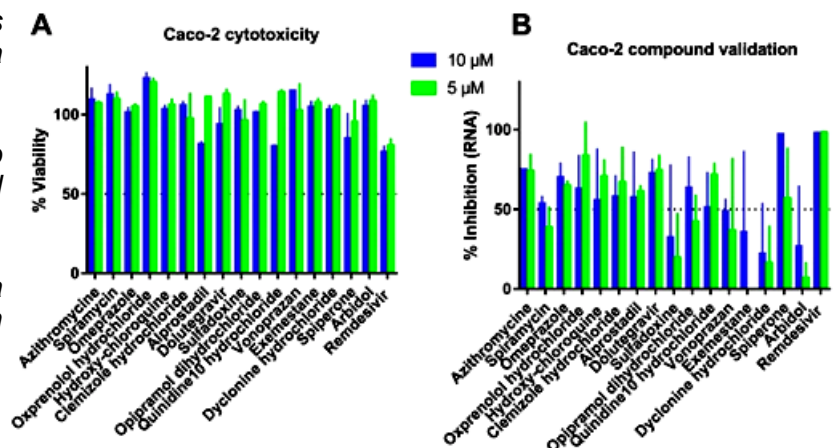 A
Caco-2 cytotoxicity
10 µM
5 µM
% Viability
100
50
0
Azithromycine
Spiramycin
Omeprazole
Oxprenolol hydrochloride
Hydroxy-chloroquine
Clemizole hydrochloride
Alprostadil
Dolutegravir
Sulfadoxine
Opipramol dihydrochloride
Quinidine10 hydrochloride
Vonoprazan
Exemestane
Dyclonine hydrochloride
Spiperone
Arbidol
Remdesivir
B
Caco-2 compound validation
% Inhibition (RNA)
100
50
0
Azithromycine
Spiramycin
Omeprazole
Oxprenolol hydrochloride
Hydroxy-chloroquine
Clemizole hydrochloride
Alprostadil
Dolutegravir
Sulfadoxine
Opipramol dihydrochloride
Quinidine10 hydrochloride
Vonoprazan
Exemestane
Dyclonine hydrochloride
Spiperone
Arbidol
Remdesivir